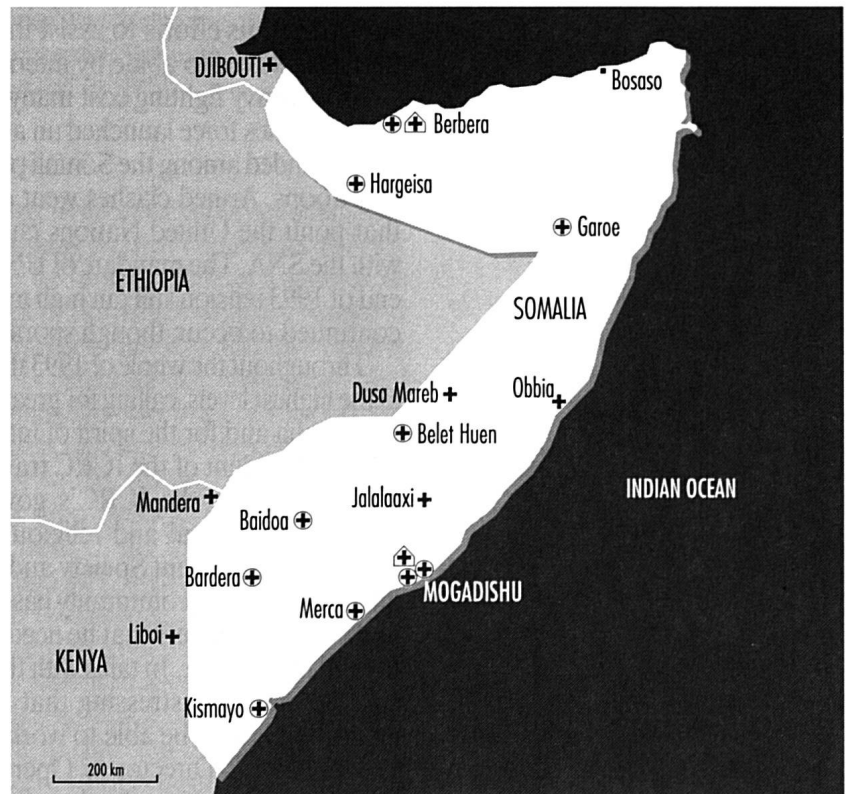 DJIBOUTI
Bosaso
Berbera
Hargeisa
Garoe
ETHIOPIA
SOMALIA
Dusa Mareb
Obbia
Belet Huen
INDIAN OCEAN
Mandera
Jalalaaxi
Baidoa
Bardera
MOGADISHU
Merca
Liboi
KENYA
Kismayo
200 km